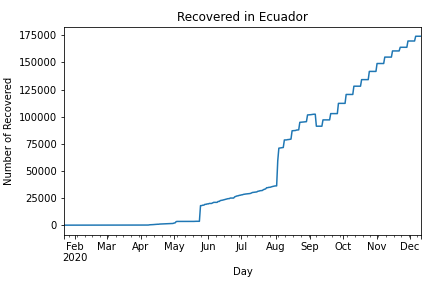 Recovered in Ecuador
Number of Recovered
175000
150000
125000
100000
75000
50000
25000
0
Feb Mar Apr May Jun Jul Aug Sep Oct Nov Dec
2020
Day